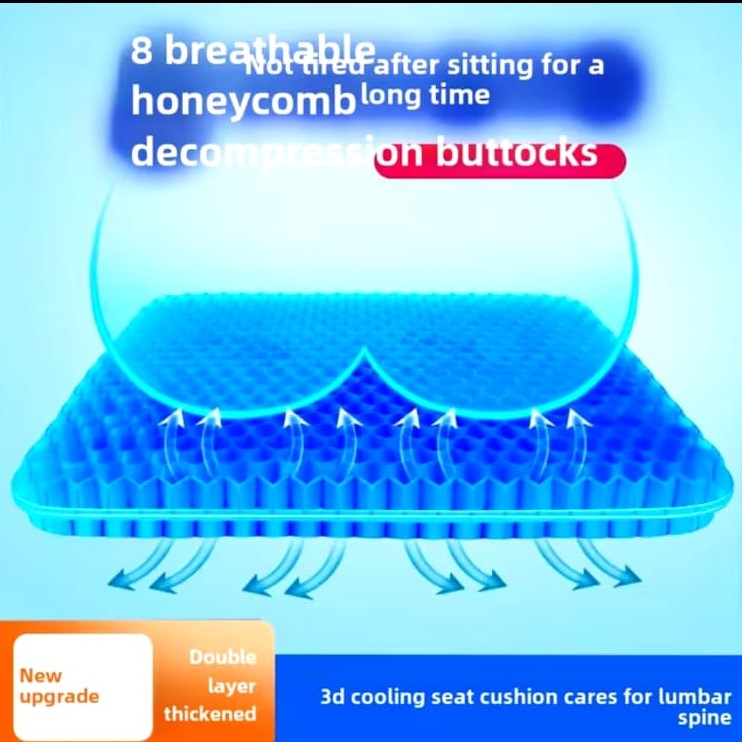 8 breathable
honeycomb
decompression buttocks
Not tired after sitting for a
long time
New
upgrade
Double
layer
thickened
3d cooling seat cushion cares for lumbar
spine